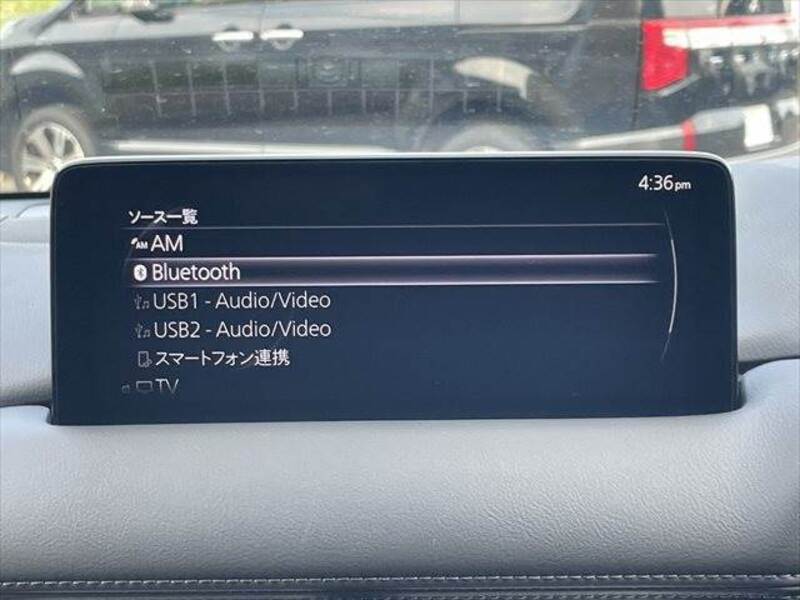 4:36pm
ソース一覧
AM AM
Bluetooth
USB1 - Audio/Video
USB2 - Audio/Video
スマートフォン連携
TV